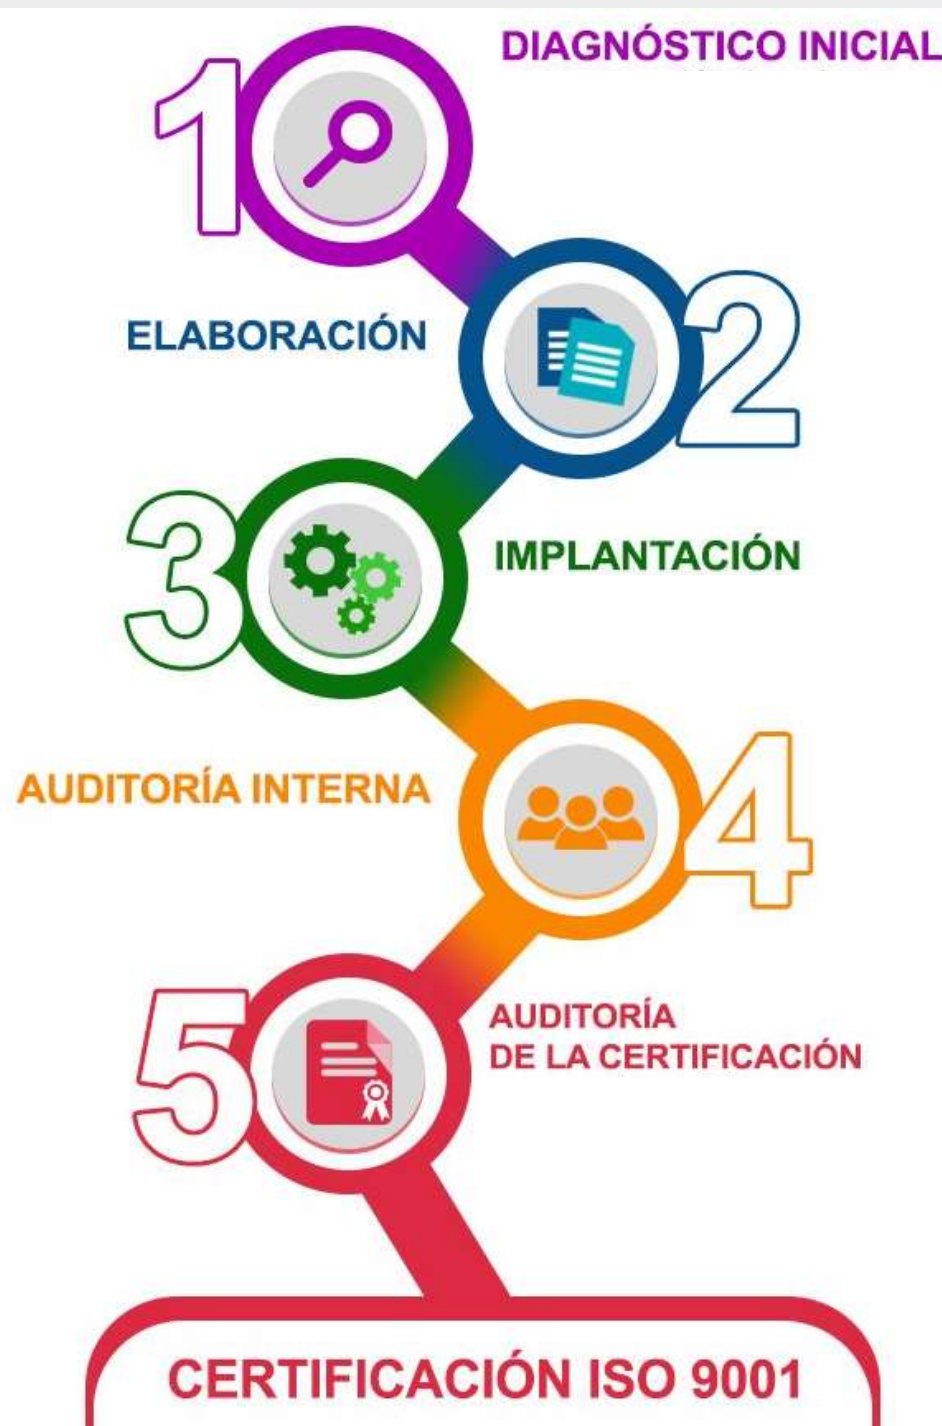 1
DIAGNÓSTICO INICIAL
2
ELABORACIÓN
3
IMPLANTACIÓN
4
AUDITORÍA INTERNA
5
AUDITORÍA
DE LA CERTIFICACIÓN
CERTIFICACIÓN ISO 9001